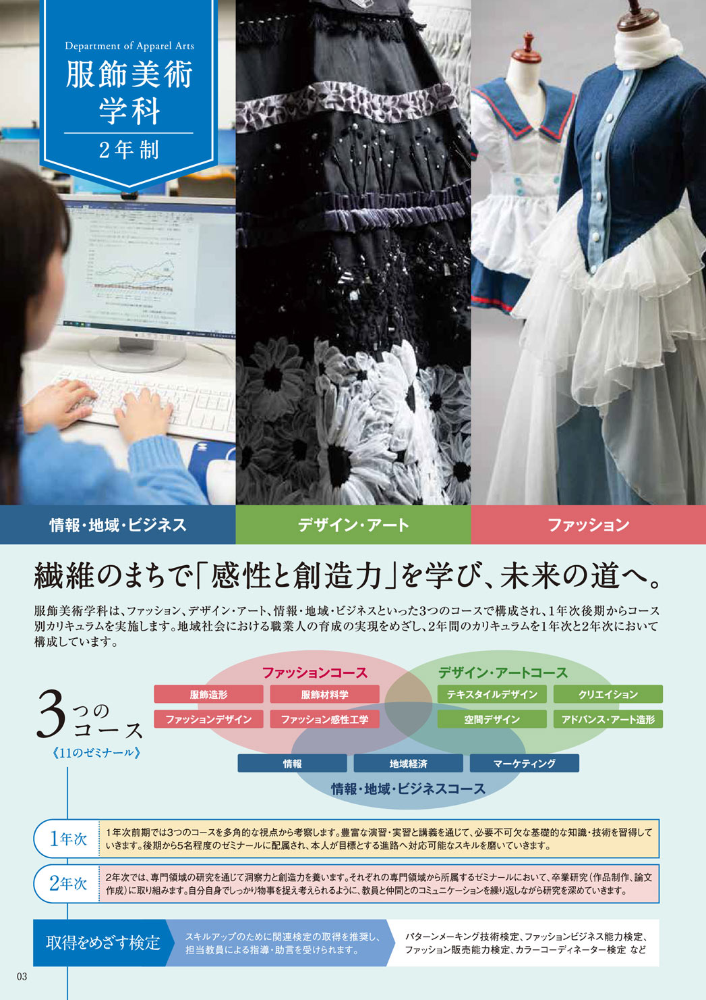 Department of Apparel Arts
服飾美術
学科
2年制
情報・地域・ビジネス
デザイン・アート
ファッション
繊維のまちで「感性と創造力」を学び、未来の道へ。
服飾美術学科は、ファッション、デザイン・アート、情報・地域・ビジネスといった3つのコースで構成され、1年次後期からコース
別カリキュラムを実施します。地域社会における職業人の育成の実現をめざし、2年間のカリキュラムを1年次と2年次において
構成しています。
3つの
コース
《11のゼミナール》
ファッションコース
服飾造形
服飾材料学
ファッションデザイン
ファッション感性工学
デザイン・アートコース
テキスタイルデザイン
クリエイション
空間デザイン
アドバンス・アート造形
情報
地域経済
マーケティング
情報・地域・ビジネスコース
1年次
1年次前期では3つのコースを多角的な視点から考察します。豊富な演習・実習と講義を通じて、必要不可欠な基礎的な知識・技術を習得して
いきます。後期から5名程度のゼミナールに配属され、本人が目標とする進路へ対応可能なスキルを磨いていきます。
2年次
2年次では、専門領域の研究を通じて洞察力と創造力を養います。それぞれの専門領域から所属するゼミナールにおいて、卒業研究（作品制作、論文
作成）に取り組みます。自分自身でしっかり物事を捉え考えられるように、教員と仲間とのコミュニケーションを繰り返しながら研究を深めていきます。
取得をめざす検定
スキルアップのために関連検定の取得を推奨し、
担当教員による指導・助言を受けられます。
パターンメーキング技術検定、ファッションビジネス能力検定、
ファッション販売能力検定、カラーコーディネーター検定 など
03